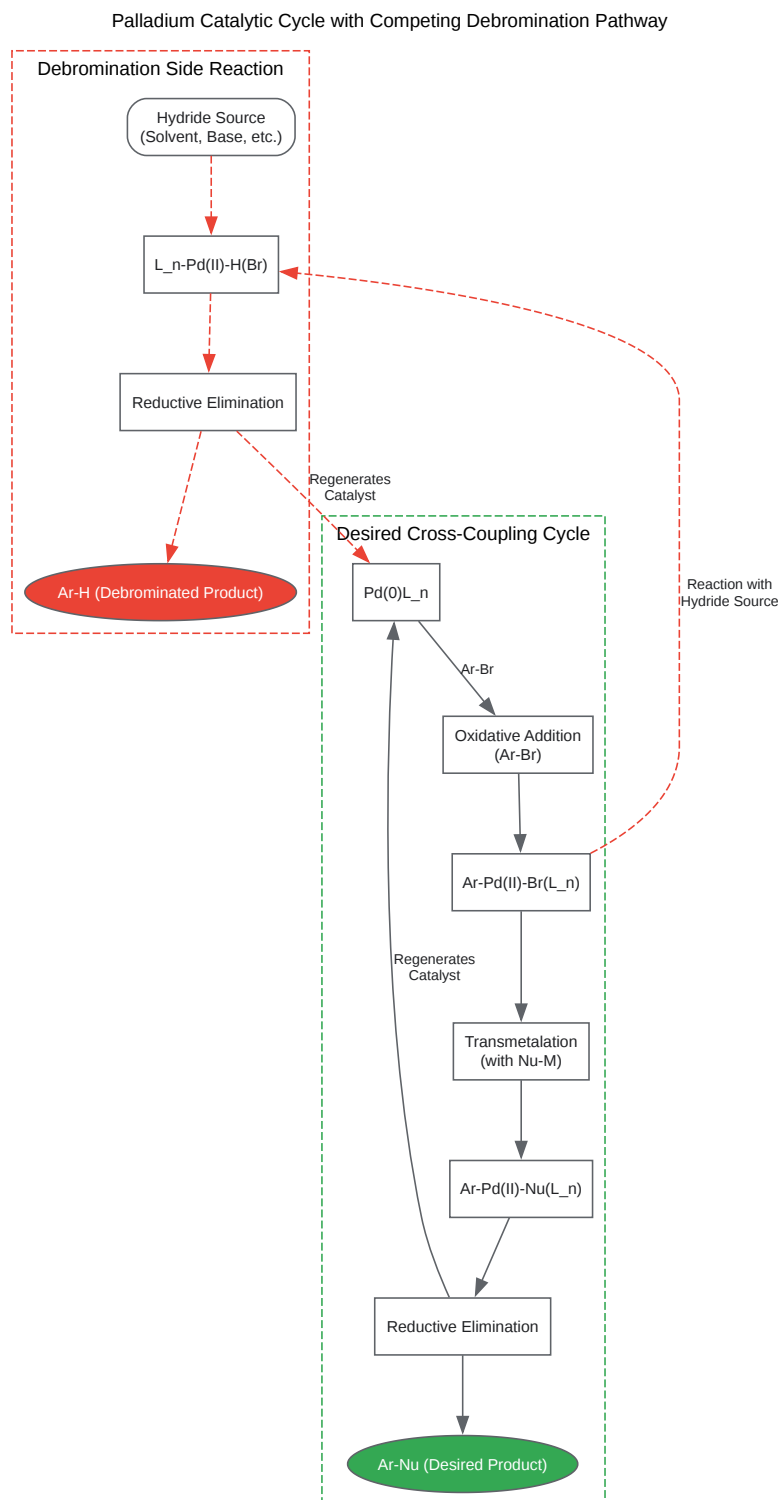 Palladium Catalytic Cycle with Competing Debromination Pathway
Debromination Side Reaction
Hydride Source
(Solvent, Base, etc.)
L_n-Pd(II)-H(Br)
Reductive Elimination
Regenerates
Catalyst
Ar-H (Debrominated Product)
Desired Cross-Coupling Cycle
Pd(0)L_n
Reaction with
Hydride Source
Ar-Br
Oxidative Addition
(Ar-Br)
Ar-Pd(II)-Br(L_n)
Regenerates
Catalyst
Transmetalation
(with Nu-M)
Ar-Pd(II)-Nu(L_n)
Reductive Elimination
Ar-Nu (Desired Product)